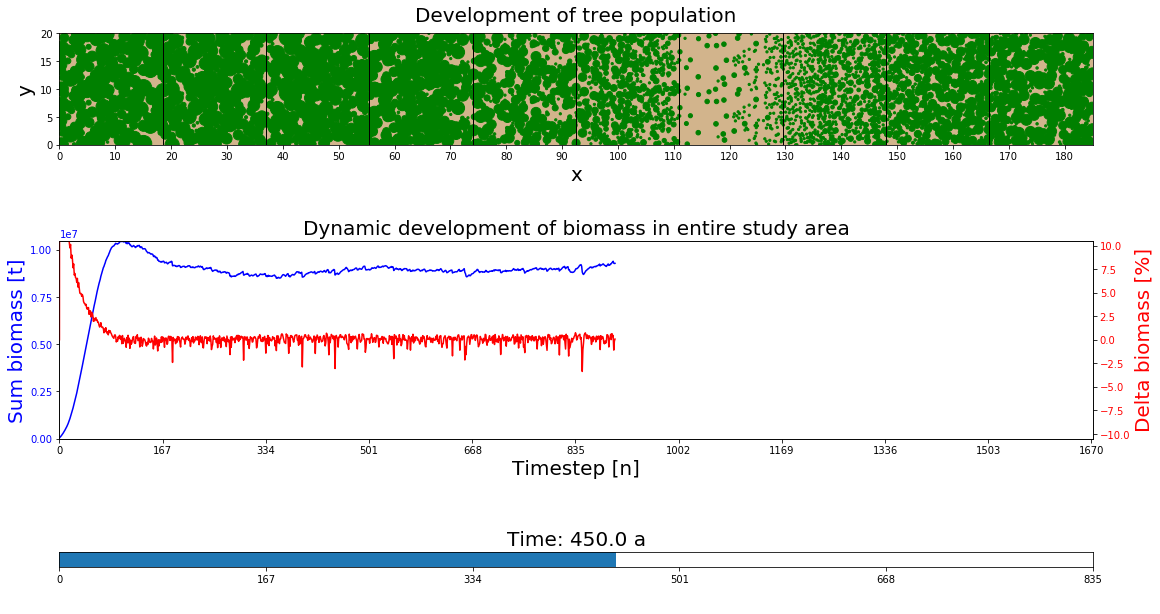 Development of tree population
20
15
10
5
0
y
0 10 20 30 40 50 60 70 80 90 100 110 120 130 140 150 160 170 180
x
Dynamic development of biomass in entire study area
1e7
1.00
0.75
0.50
0.25
0.00
Sum biomass [t]
10.0
7.5
5.0
2.5
0.0
−2.5
−5.0
−7.5
−10.0
Delta biomass [%]
0 167 334 501 668 835 1002 1169 1336 1503 1670
Timestep [n]
Time: 450.0 a
0 167 334 501 668 835